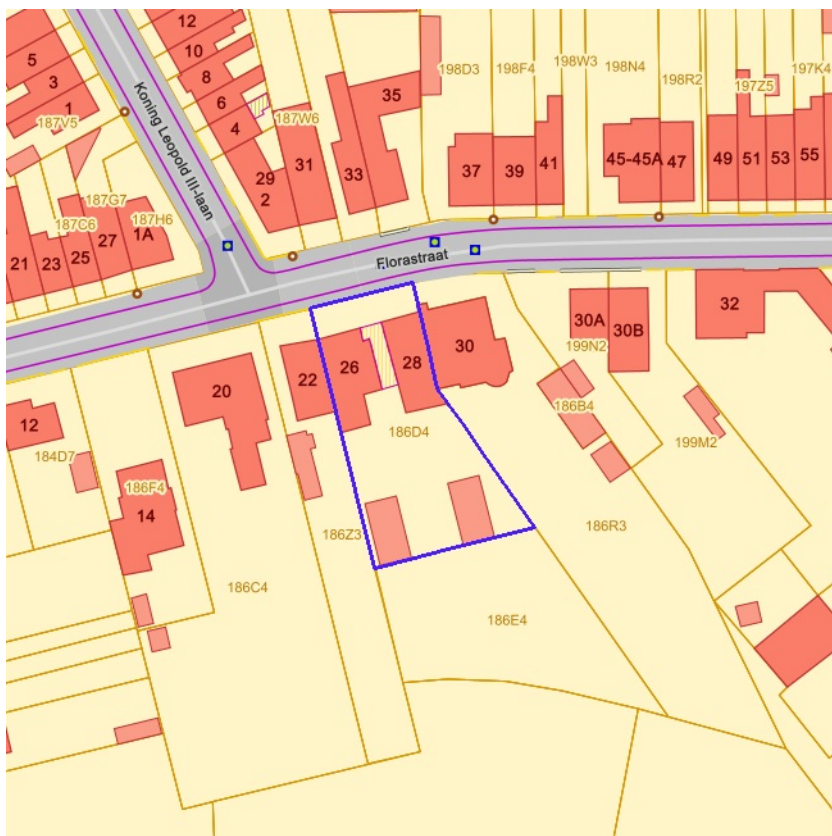 12
10
8
6
4
5
3
1
187V5
187W6
35
33
31
29
2
Koning Leopold III-laan
198D3
198F4
198W3
198N4
198R2
197Z5
197K4
37
39
41
45-45A
47
49
51
53
55
187G7
187C6
187H6
21
23
25
27
1A
Florastraat
32
30A
30B
199N2
30
28
26
22
20
12
184D7
186F4
14
186D4
186B4
199M2
186Z3
186R3
186C4
186E4